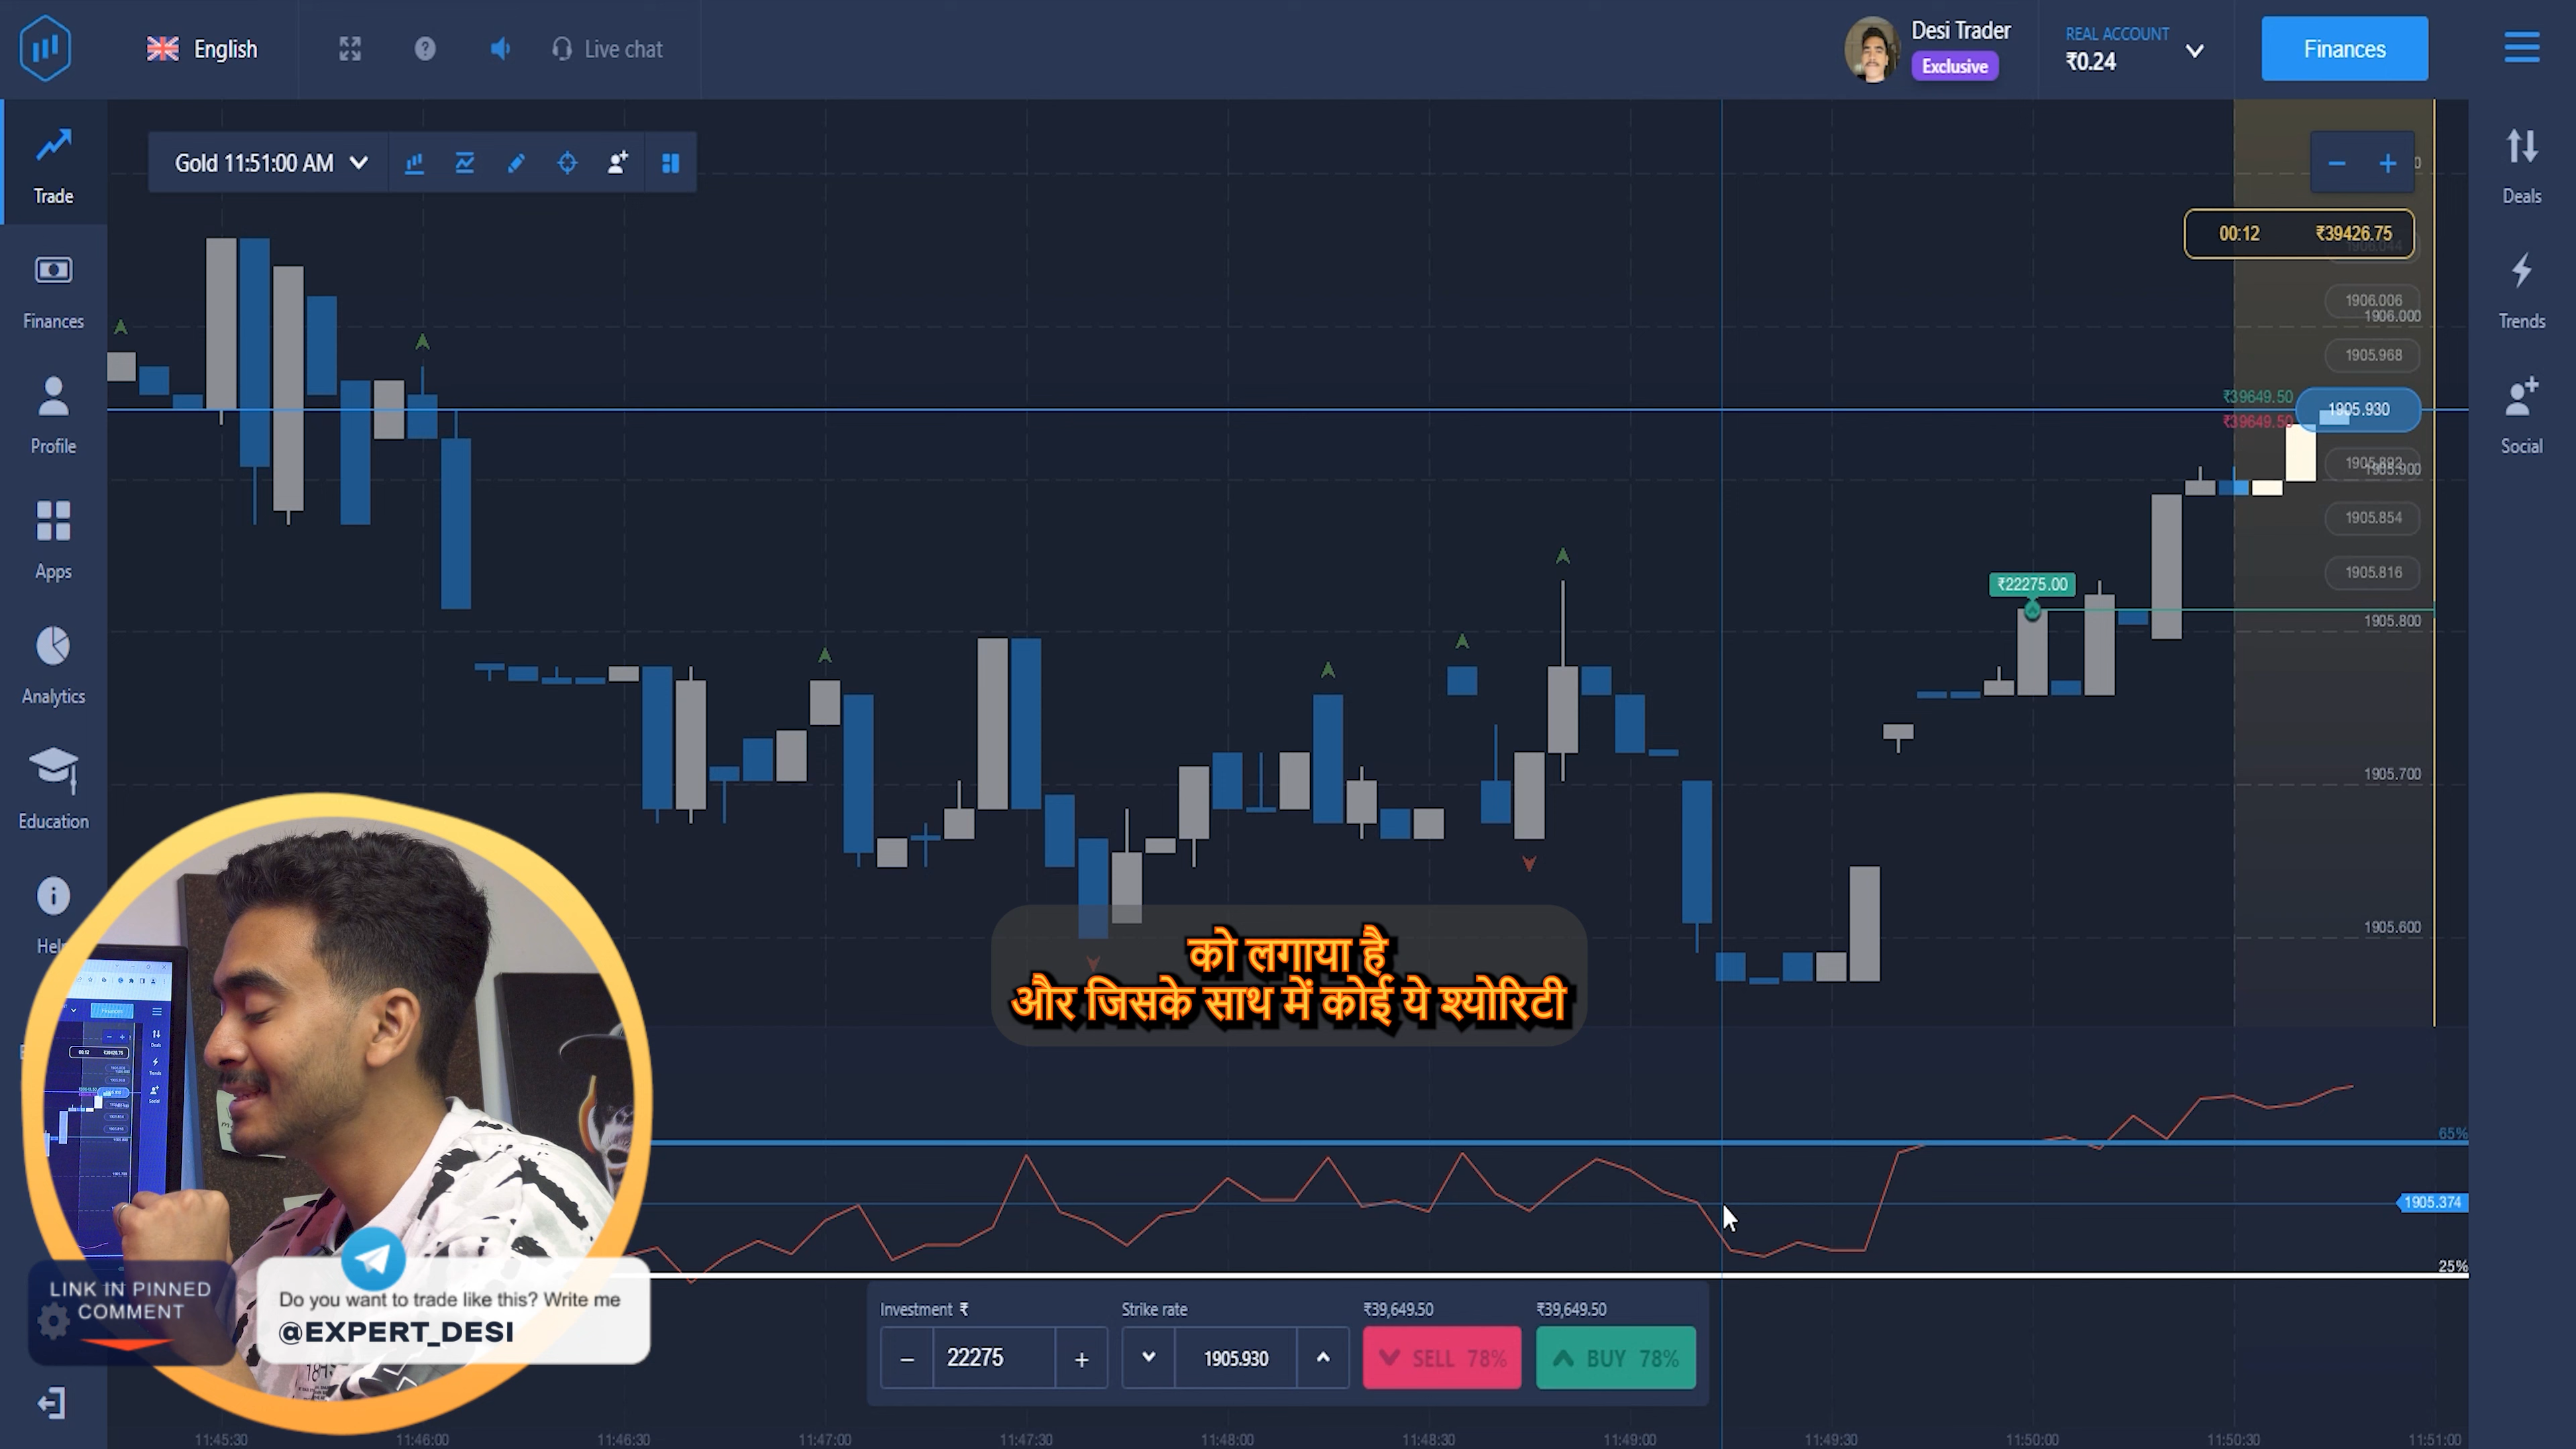 English
Live chat
Desi Trader
Exclusive
REAL ACCOUNT
₹0.24
Finances
Trade
Finances
Profile
Apps
Analytics
Education
Help
Deals
Trends
Social
Gold 11:51:00 AM
00:12 ₹39426.75
1906.006
1906.000
1905.968
₹39649.50
1905.930
₹39649.50
1905.892
1905.900
1905.854
1905.816
₹22275.00
1905.800
1905.700
1905.600
को लगाया है
और जिसके साथ में कोई ये श्योरिटी
65%
1905.374
25%
LINK IN PINNED
COMMENT
Do you want to trade like this? Write me
@EXPERT_DESI
Investment ₹
22275
Strike rate
1905.930
₹39,649.50
SELL 78%
₹39,649.50
BUY 78%
11:45:30 11:46:00 11:46:30 11:47:00 11:47:30 11:48:00 11:48:30 11:49:00 11:49:30 11:50:00 11:50:30 11:51:00